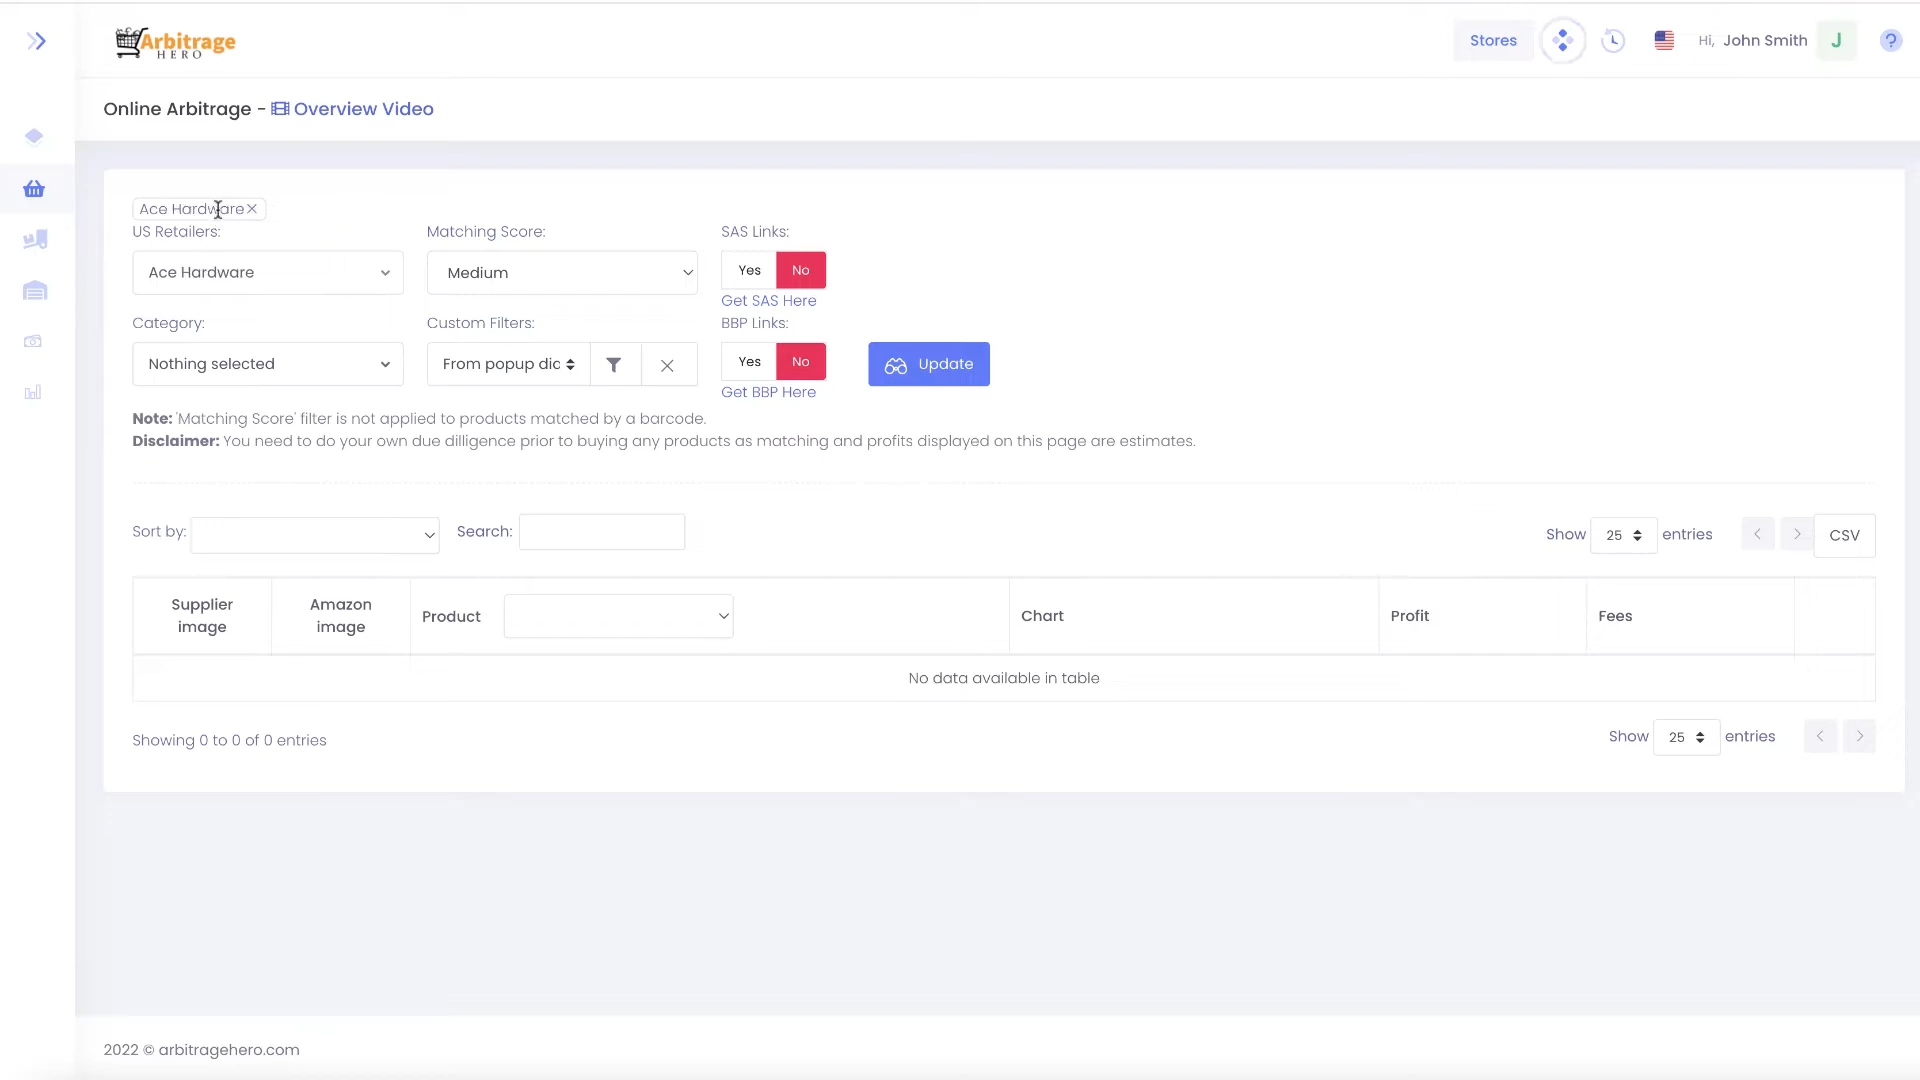 Arbitrage
HERO
Stores
Hi, John Smith
J
?
Online Arbitrage - Overview Video
Ace Hardware
US Retailers:
Matching Score:
SAS Links:
Ace Hardware
Medium
Yes
No
Get SAS Here
Category:
Custom Filters:
BBP Links:
Nothing selected
From popup dic
Yes
No
Update
Get BBP Here
Note: 'Matching Score' filter is not applied to products matched by a barcode.
Disclaimer: You need to do your own due dilligence prior to buying any products as matching and profits displayed on this page are estimates.
Sort by:
Search:
Show 25 entries
CSV
Supplier
image
Amazon
image
Product
Chart
Profit
Fees
No data available in table
Showing 0 to 0 of 0 entries
Show 25 entries
2022 © arbitragehero.com